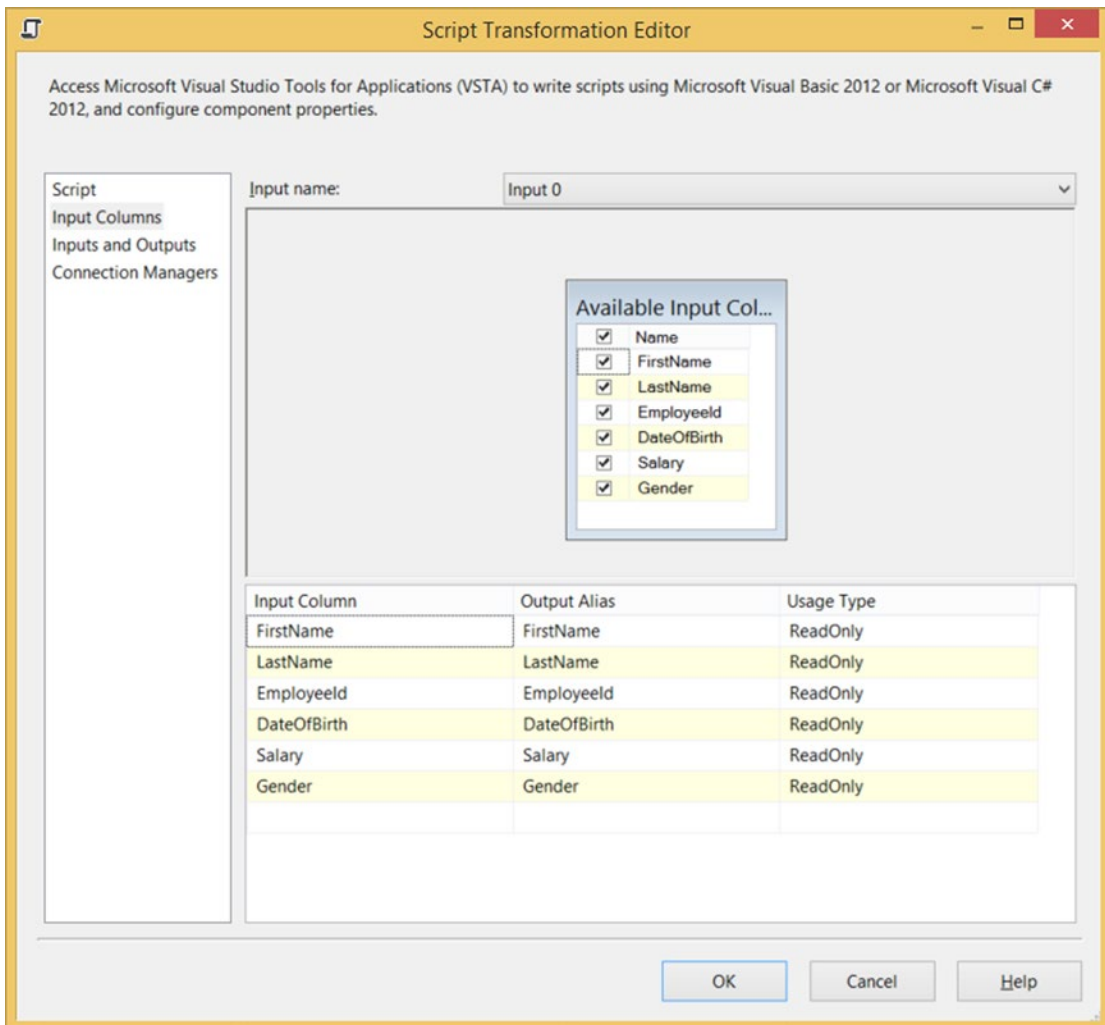 Script Transformation Editor
Access Microsoft Visual Studio Tools for Applications (VSTA) to write scripts using Microsoft Visual Basic 2012 or Microsoft Visual C#
2012, and configure component properties.
Script
Input Columns
Inputs and Outputs
Connection Managers
Input name: Input 0
Available Input Col...
Name
FirstName
LastName
EmployeeId
DateOfBirth
Salary
Gender
Input Column Output Alias Usage Type
FirstName FirstName ReadOnly
LastName LastName ReadOnly
EmployeeId EmployeeId ReadOnly
DateOfBirth DateOfBirth ReadOnly
Salary Salary ReadOnly
Gender Gender ReadOnly
OK Cancel Help